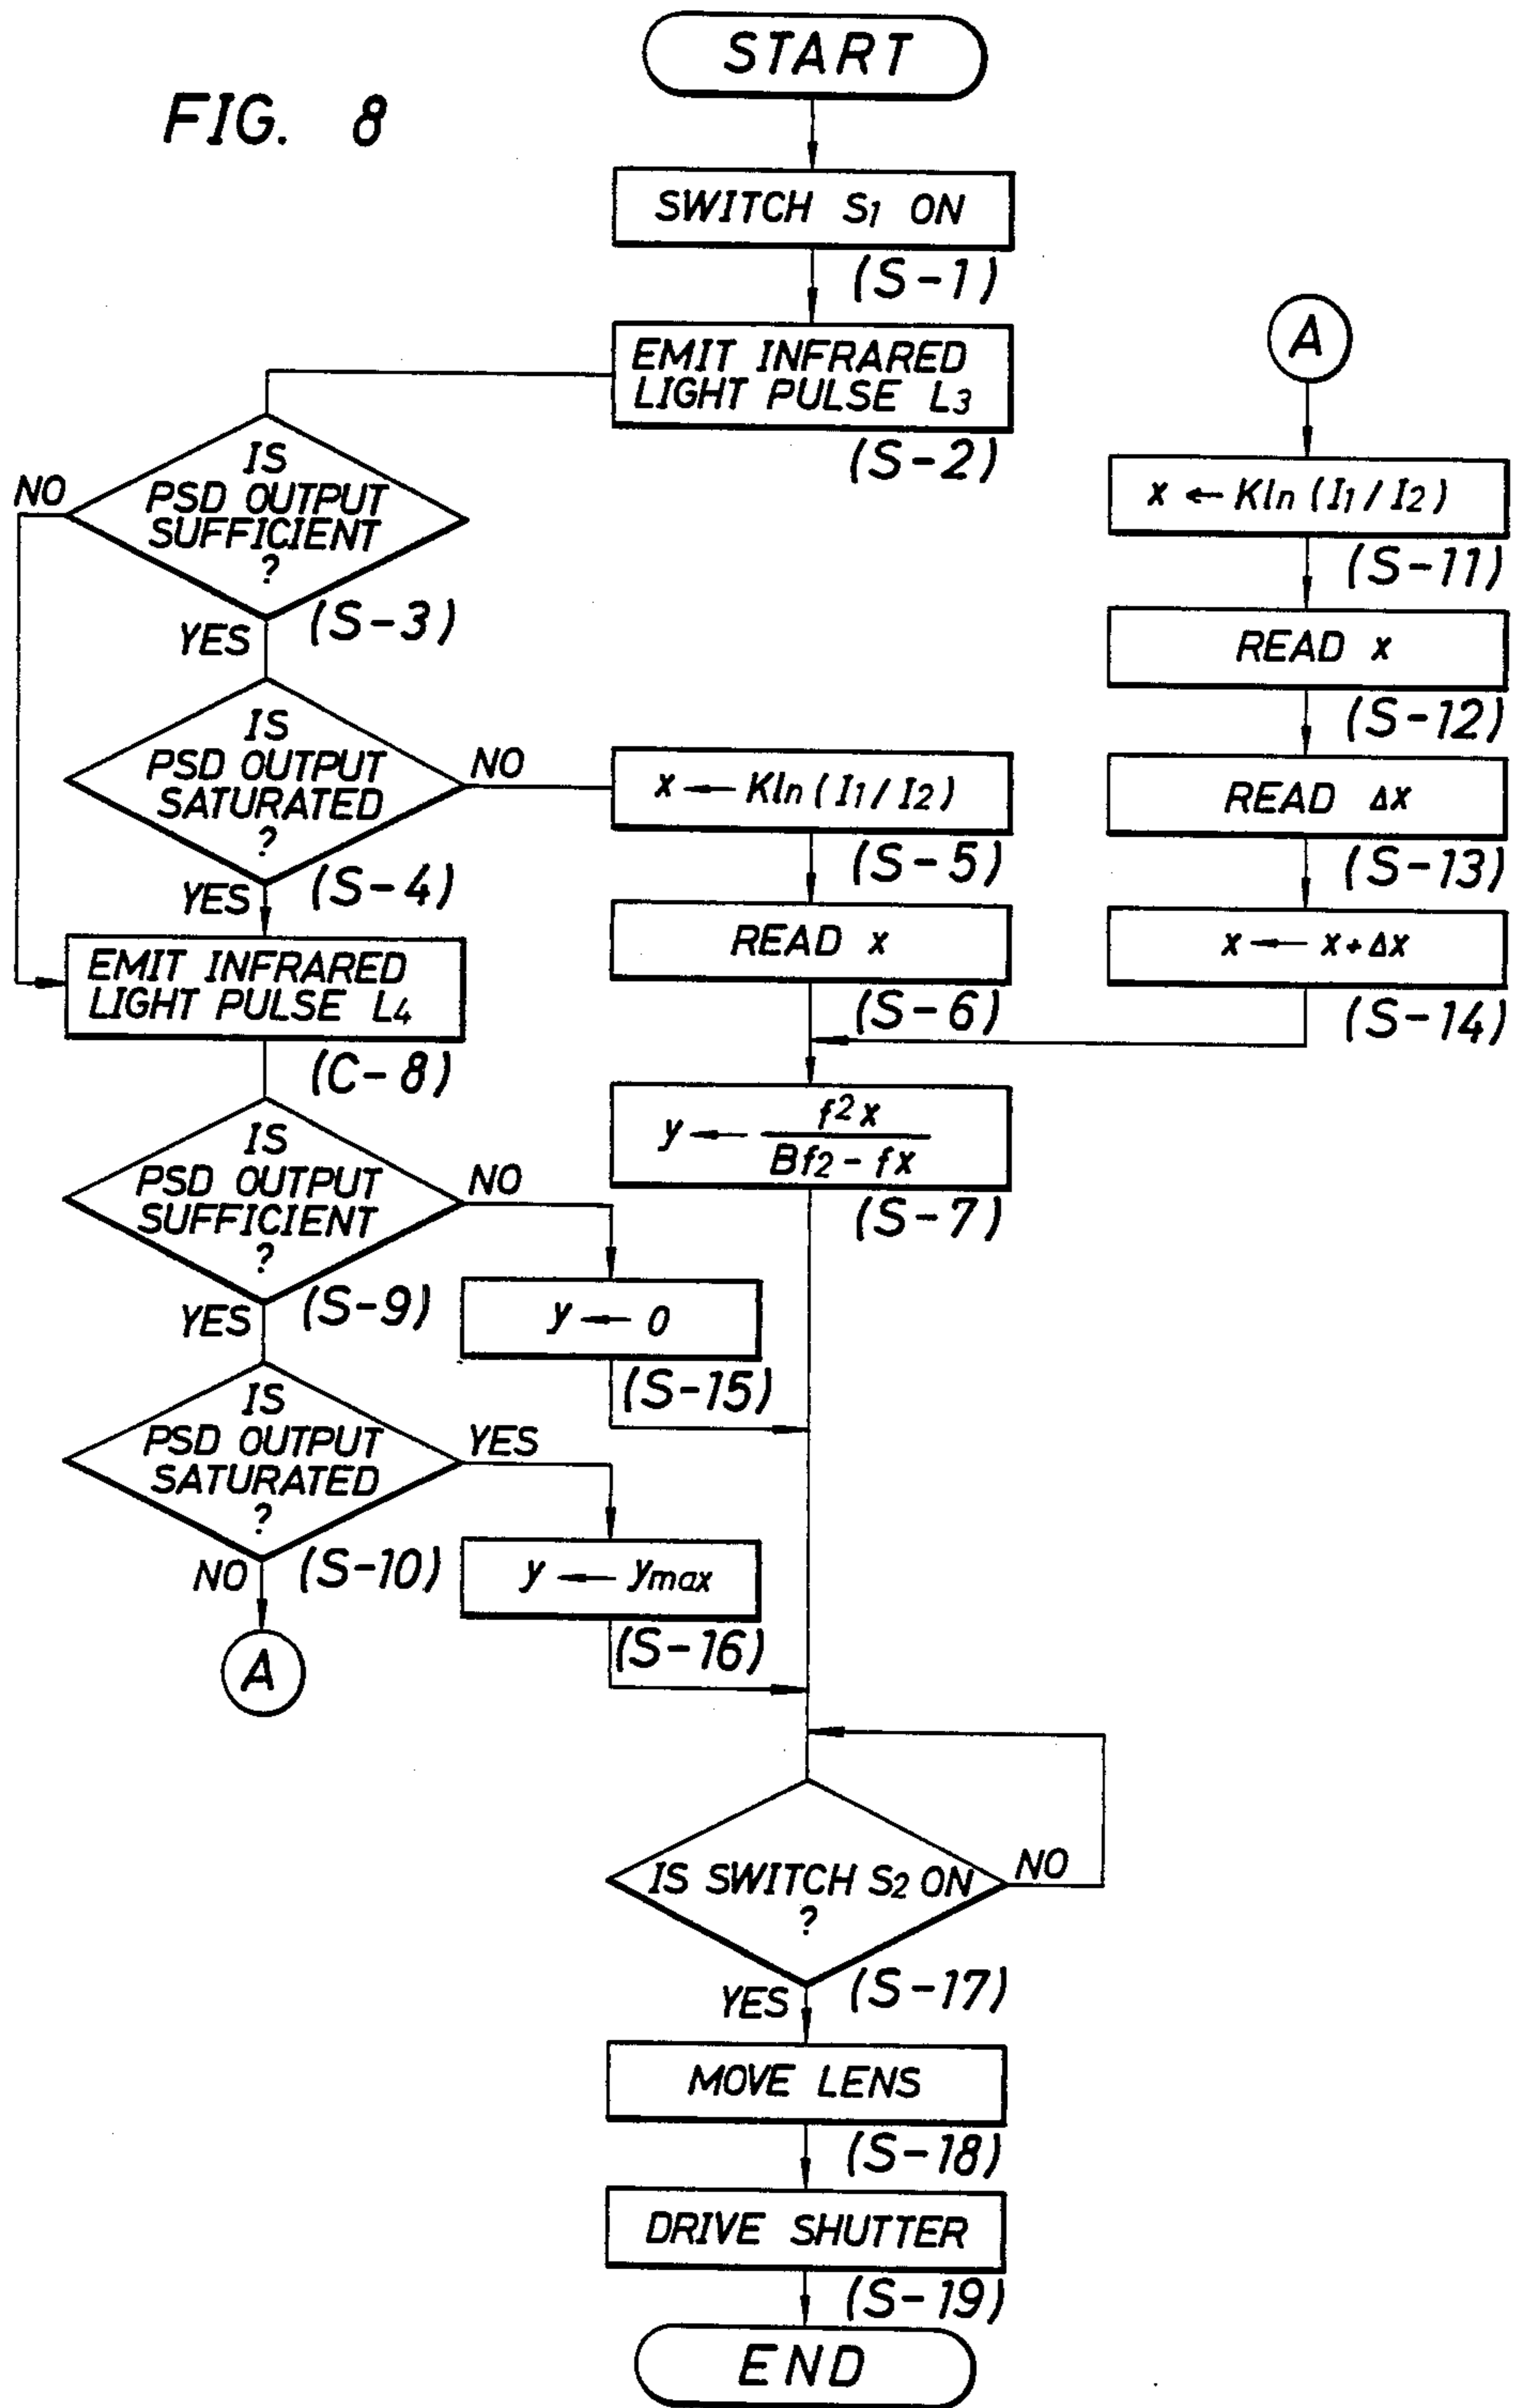 FIG. 8
START
SWITCH S1 ON
(S-1)
EMIT INFRARED
LIGHT PULSE L3
(S-2)
IS
PSD OUTPUT
SUFFICIENT
?
NO
YES
(S-3)
IS
PSD OUTPUT
SATURATED
?
NO
YES
(S-4)
x ← Kln (I1 / I2)
(S-5)
READ x
(S-6)
y ← f²x / Bf2 - fx
(S-7)
EMIT INFRARED
LIGHT PULSE L4
(C-8)
IS
PSD OUTPUT
SUFFICIENT
?
NO
YES
(S-9)
y ← 0
(S-15)
IS
PSD OUTPUT
SATURATED
?
YES
NO
(S-10)
y ← ymax
(S-16)
A
A
x ← Kln (I1 / I2)
(S-11)
READ x
(S-12)
READ Δx
(S-13)
x ← x + Δx
(S-14)
IS SWITCH S2 ON
?
NO
YES
(S-17)
MOVE LENS
(S-18)
DRIVE SHUTTER
(S-19)
END